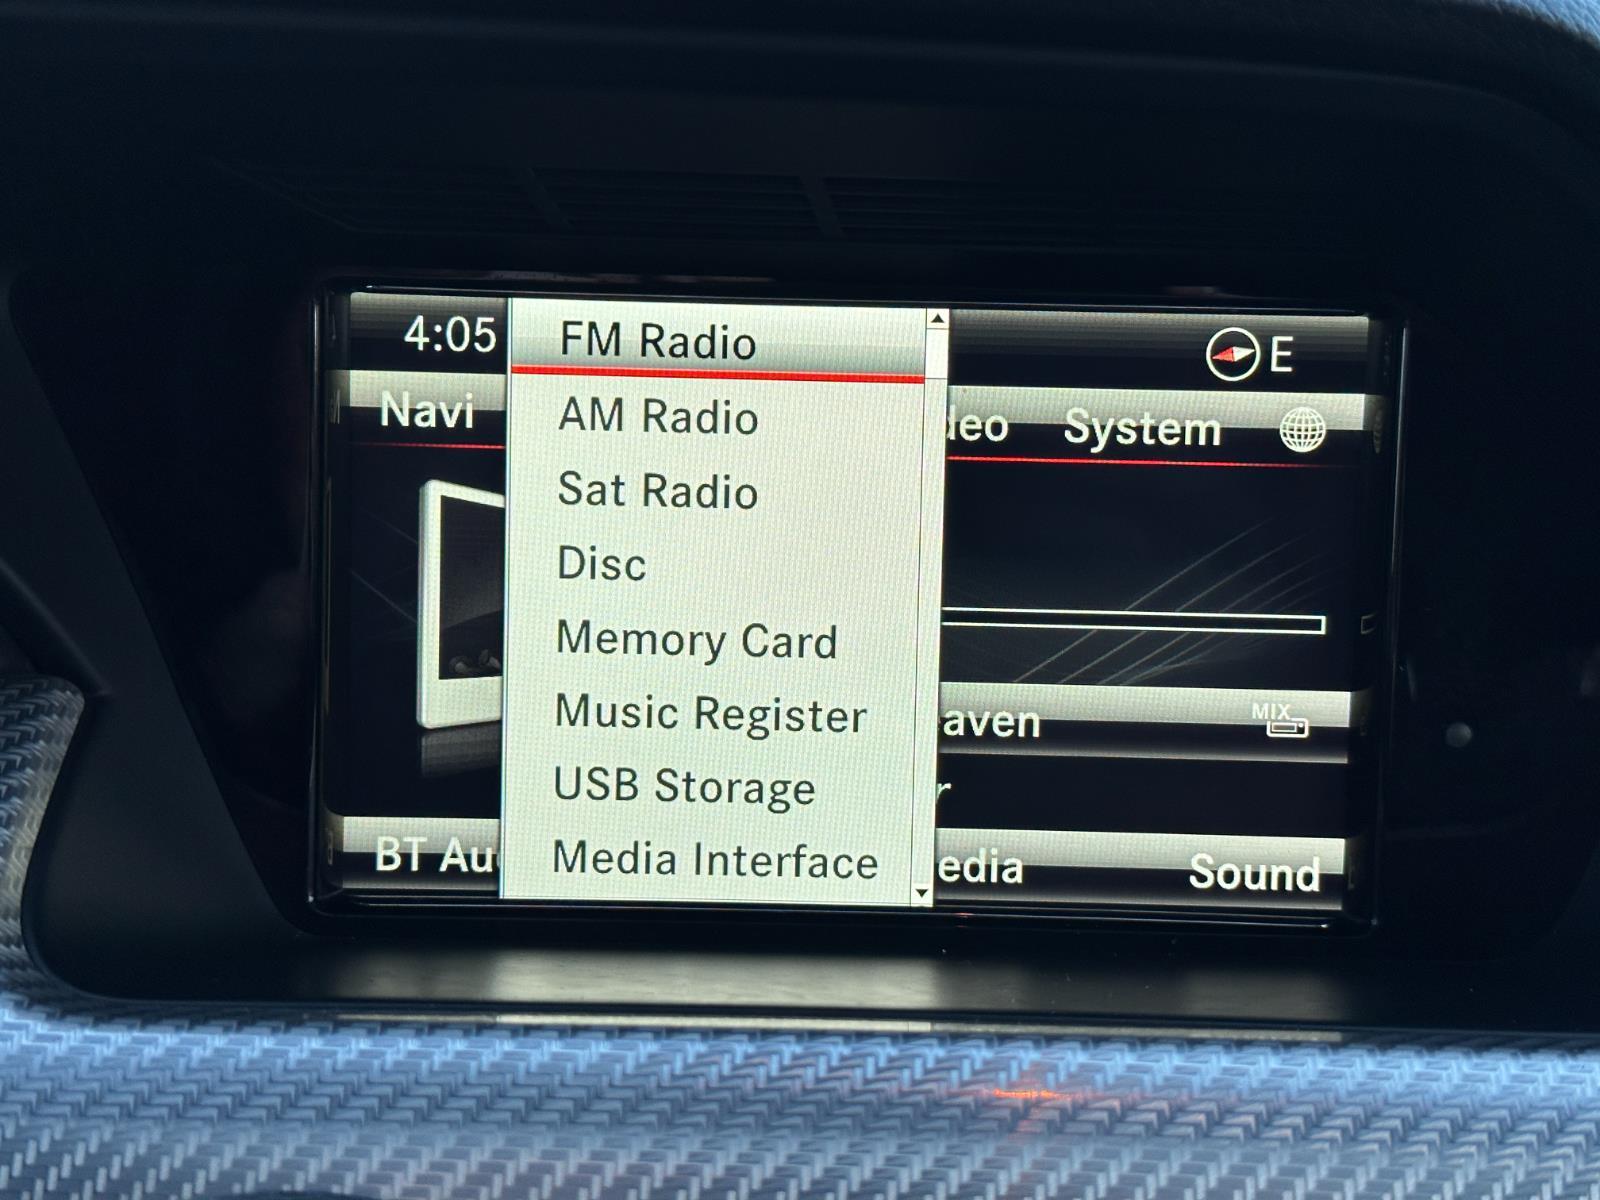 4:05
E
Navi
deo
System
FM Radio
AM Radio
Sat Radio
Disc
Memory Card
Music Register
USB Storage
Media Interface
aven
MIX
r
BT Au
edia
Sound